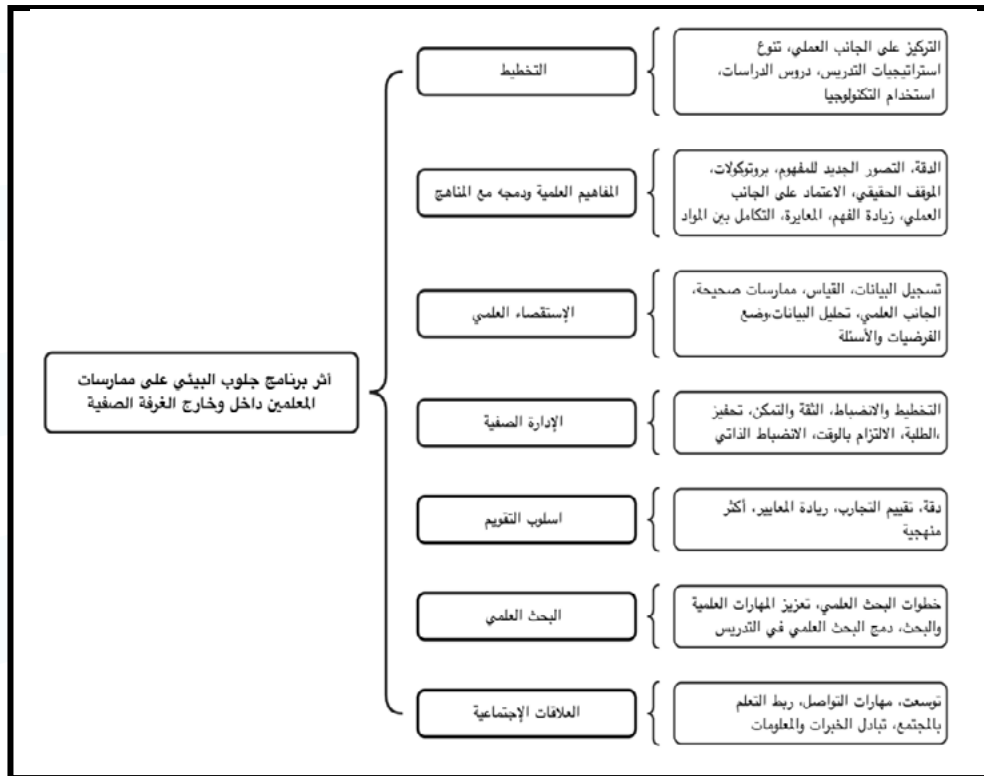 التخطيط
التركيز على الجانب العملي، تنوع
استراتيجيات التدريس، دروس الدراسات،
استخدام التكنولوجيا
المفاهيم العلمية ودمجه مع المناهج
الدقة، التصور الجديد للمفهوم، بروتوكولات،
الموقف الحقيقي، الاعتماد على الجانب
العملي، زيادة الفهم، المعايرة، التكامل بين المواد
الإستقصاء العلمي
تسجيل البيانات، القياس، ممارسات صحيحة،
الجانب العلمي، تحليل البيانات،وضع
الفرضيات والأسئلة
أثر برنامج جلوب البيئي على ممارسات
المعلمين داخل وخارج الغرفة الصفية
الإدارة الصفية
التخطيط والانضباط، الثقة والتمكن، تحفيز
،الطلبة، الالتزام بالوقت، الانضباط الذاتي
اسلوب التقويم
دقة، تقييم التجارب، ريادة المعايير، أكثر
منهجية
البحث العلمي
خطوات البحث العلمي، تعزيز المهارات العلمية
والبحث، دمج البحث العلمي في التدريس
العلاقات الإجتماعية
توسعت، مهارات التواصل، ربط التعلم
بالمجتمع، تبادل الخبرات والمعلومات